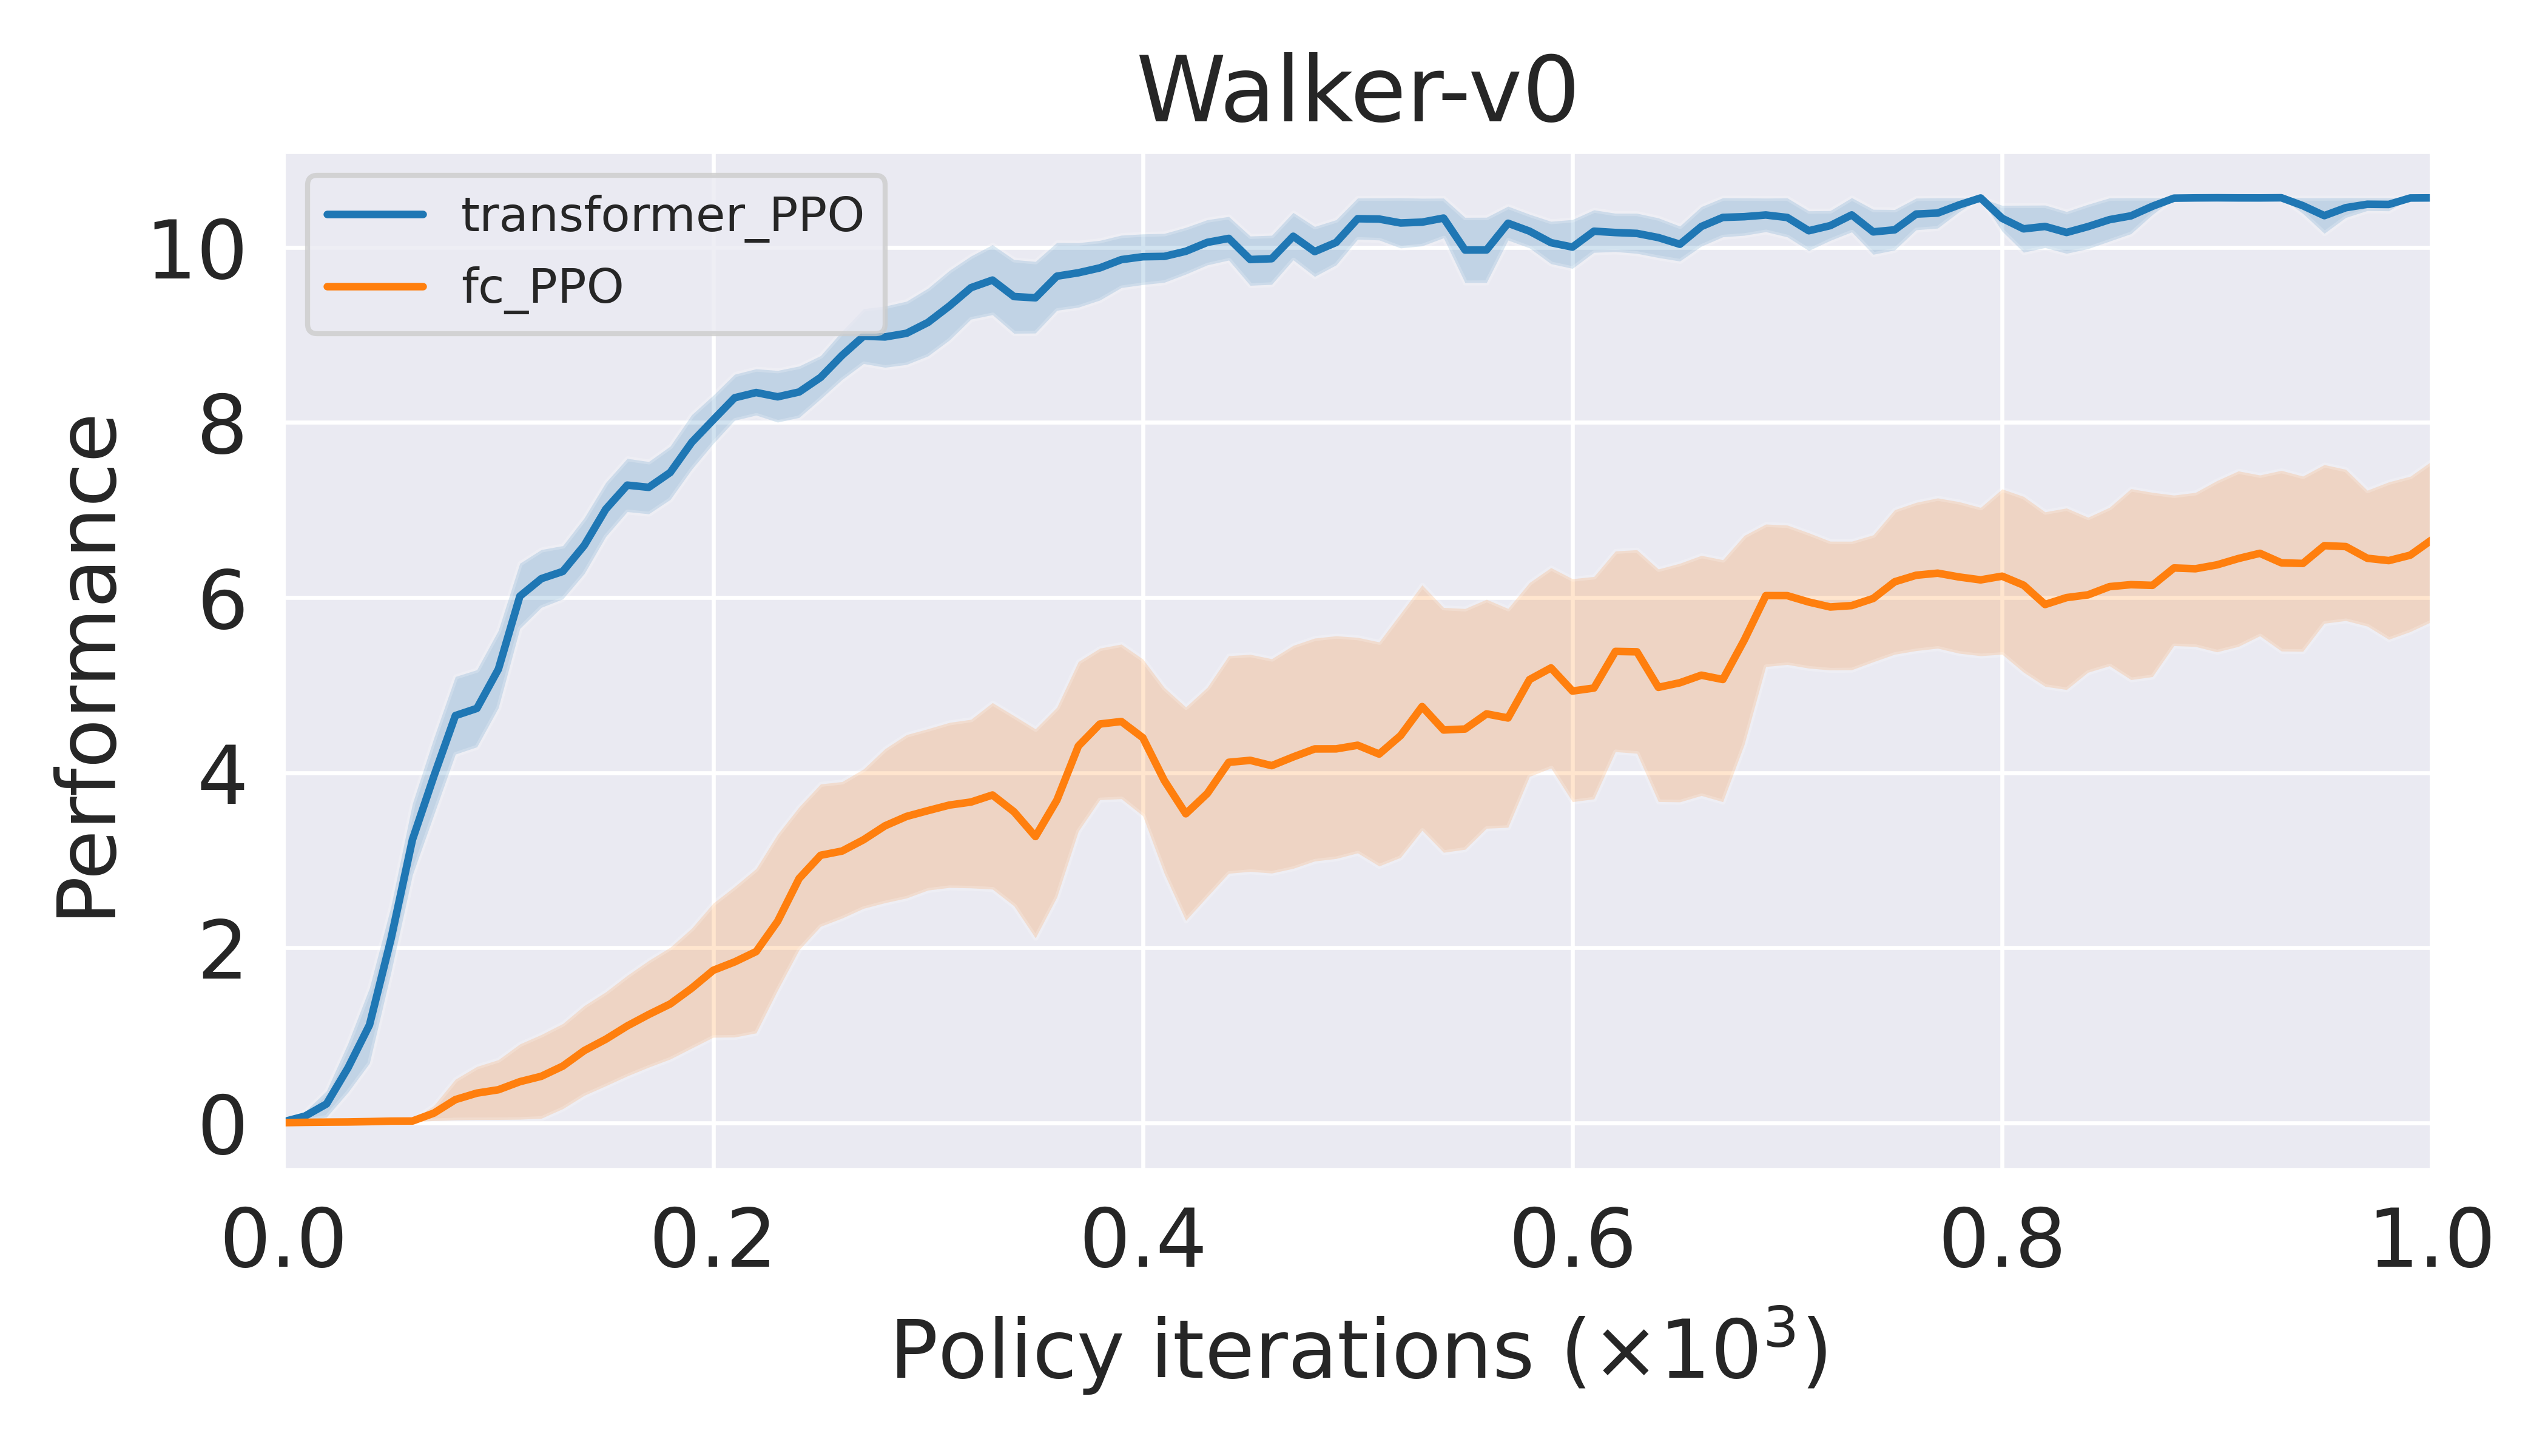 Walker-v0
transformer_PPO
fc_PPO
Performance
10
8
6
4
2
0
0.0 0.2 0.4 0.6 0.8 1.0
Policy iterations (×10³)